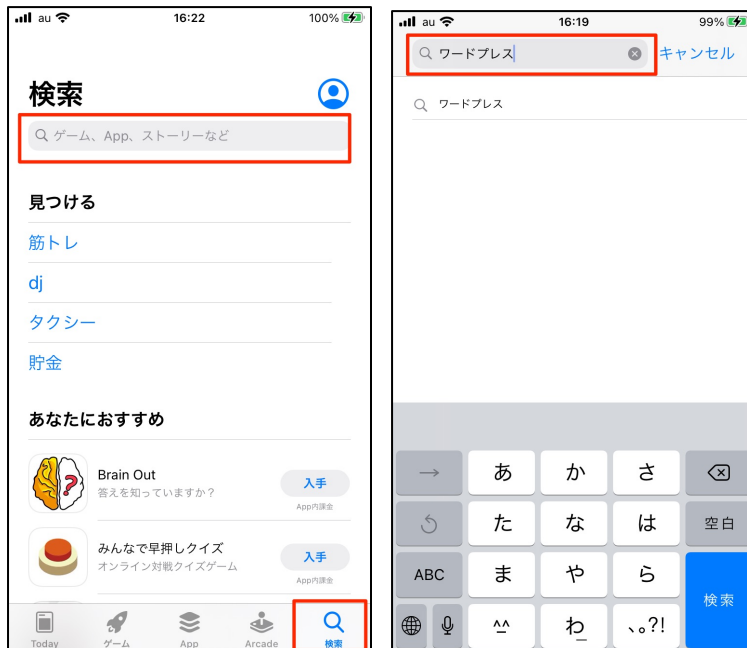 au 16:22 100%
検索
ゲーム、App、ストーリーなど
見つける
筋トレ
dj
タクシー
貯金
あなたにおすすめ
Brain Out
答えを知っていますか？
入手
App内課金
みんなで早押しクイズ
オンライン対戦クイズゲーム
入手
App内課金
Today ゲーム App Arcade 検索
au 16:19 99%
ワードプレス キャンセル
ワードプレス
→ あ か さ
た な は 空白
ABC ま や ら 検索
^^ わ 、。?!